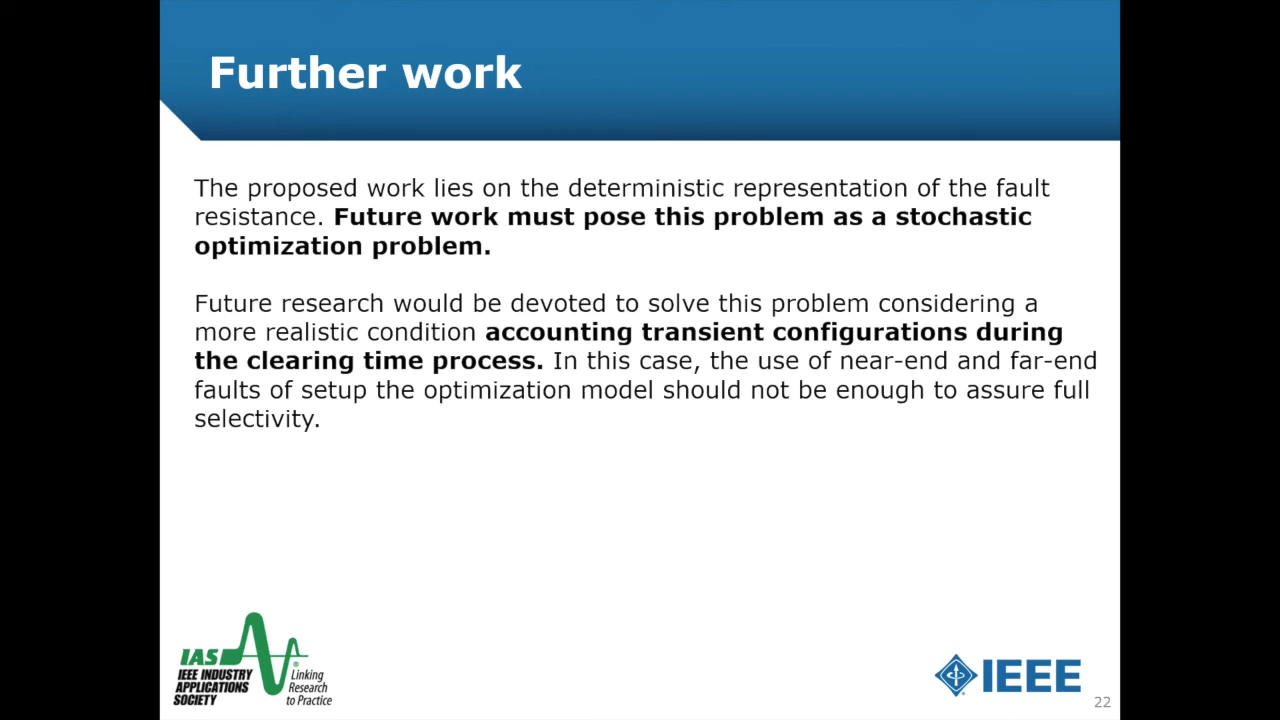 Further work
The proposed work lies on the deterministic representation of the fault
resistance. Future work must pose this problem as a stochastic
optimization problem.
Future research would be devoted to solve this problem considering a
more realistic condition accounting transient configurations during
the clearing time process. In this case, the use of near-end and far-end
faults of setup the optimization model should not be enough to assure full
selectivity.
IAS
IEEE INDUSTRY
APPLICATIONS
SOCIETY
®
Linking
Research
to Practice
IEEE
22